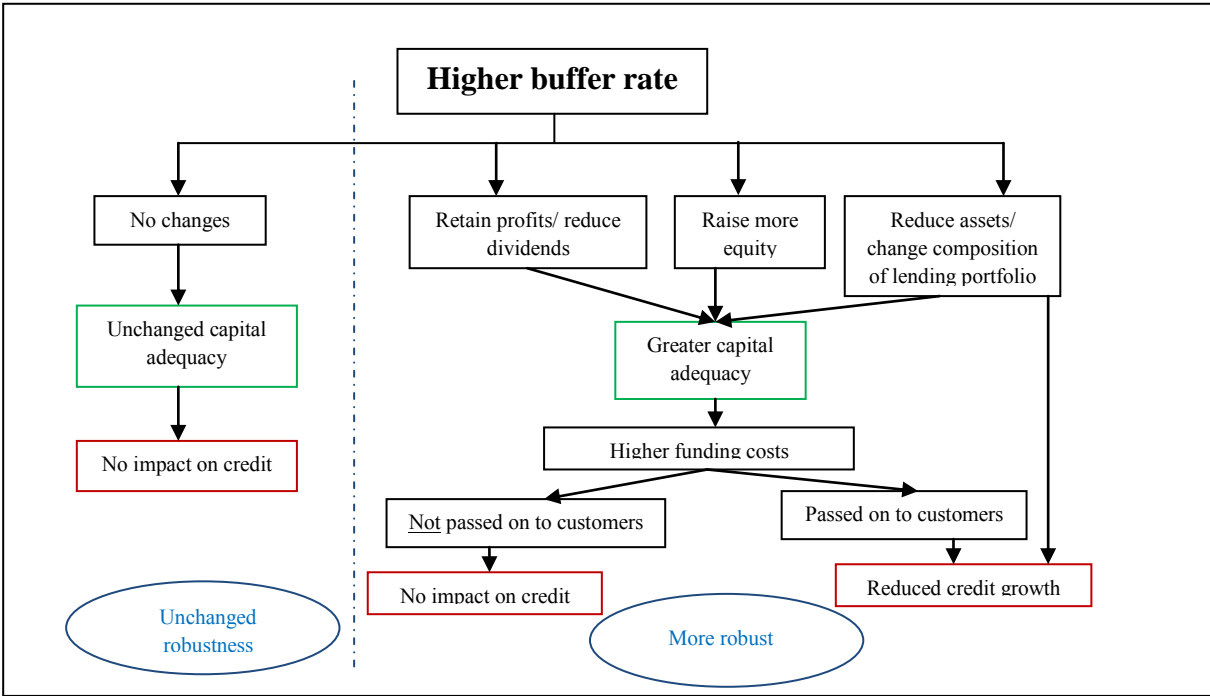 Higher buffer rate
No changes
Retain profits/ reduce
dividends
Raise more
equity
Reduce assets/
change composition
of lending portfolio
Unchanged capital
adequacy
Greater capital
adequacy
No impact on credit
Higher funding costs
Not passed on to customers
Passed on to customers
No impact on credit
Reduced credit growth
Unchanged
robustness
More robust